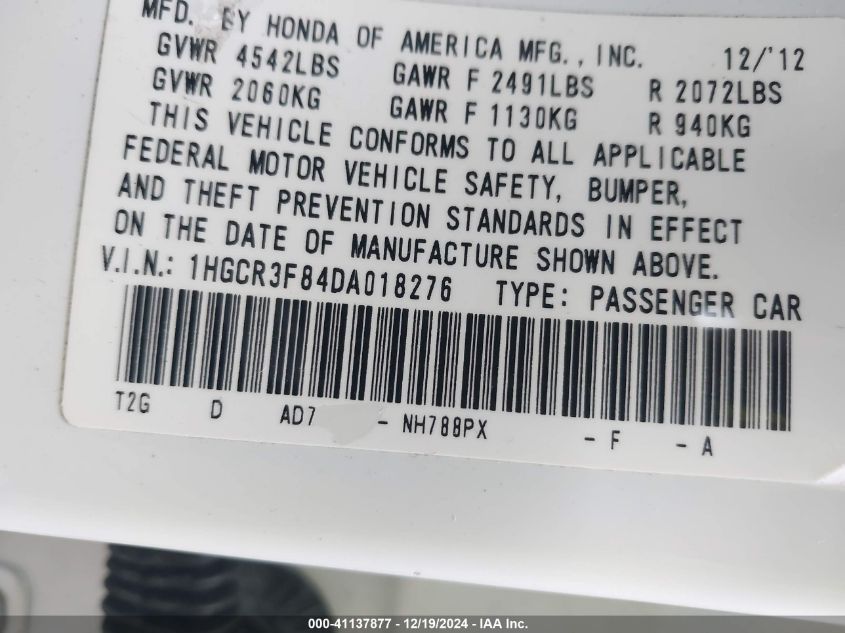 MFD. BY HONDA OF AMERICA MFG., INC. 12/'12
GVWR 4542LBS GAWR F 2491LBS R 2072LBS
GVWR 2060KG GAWR F 1130KG R 940KG
THIS VEHICLE CONFORMS TO ALL APPLICABLE
FEDERAL MOTOR VEHICLE SAFETY, BUMPER,
AND THEFT PREVENTION STANDARDS IN EFFECT
ON THE DATE OF MANUFACTURE SHOWN ABOVE.
V.I.N.: 1HGCR3F84DA018276 TYPE: PASSENGER CAR
T2G D AD7 - NH788PX - F - A
000-41137877 - 12/19/2024 - IAA Inc.